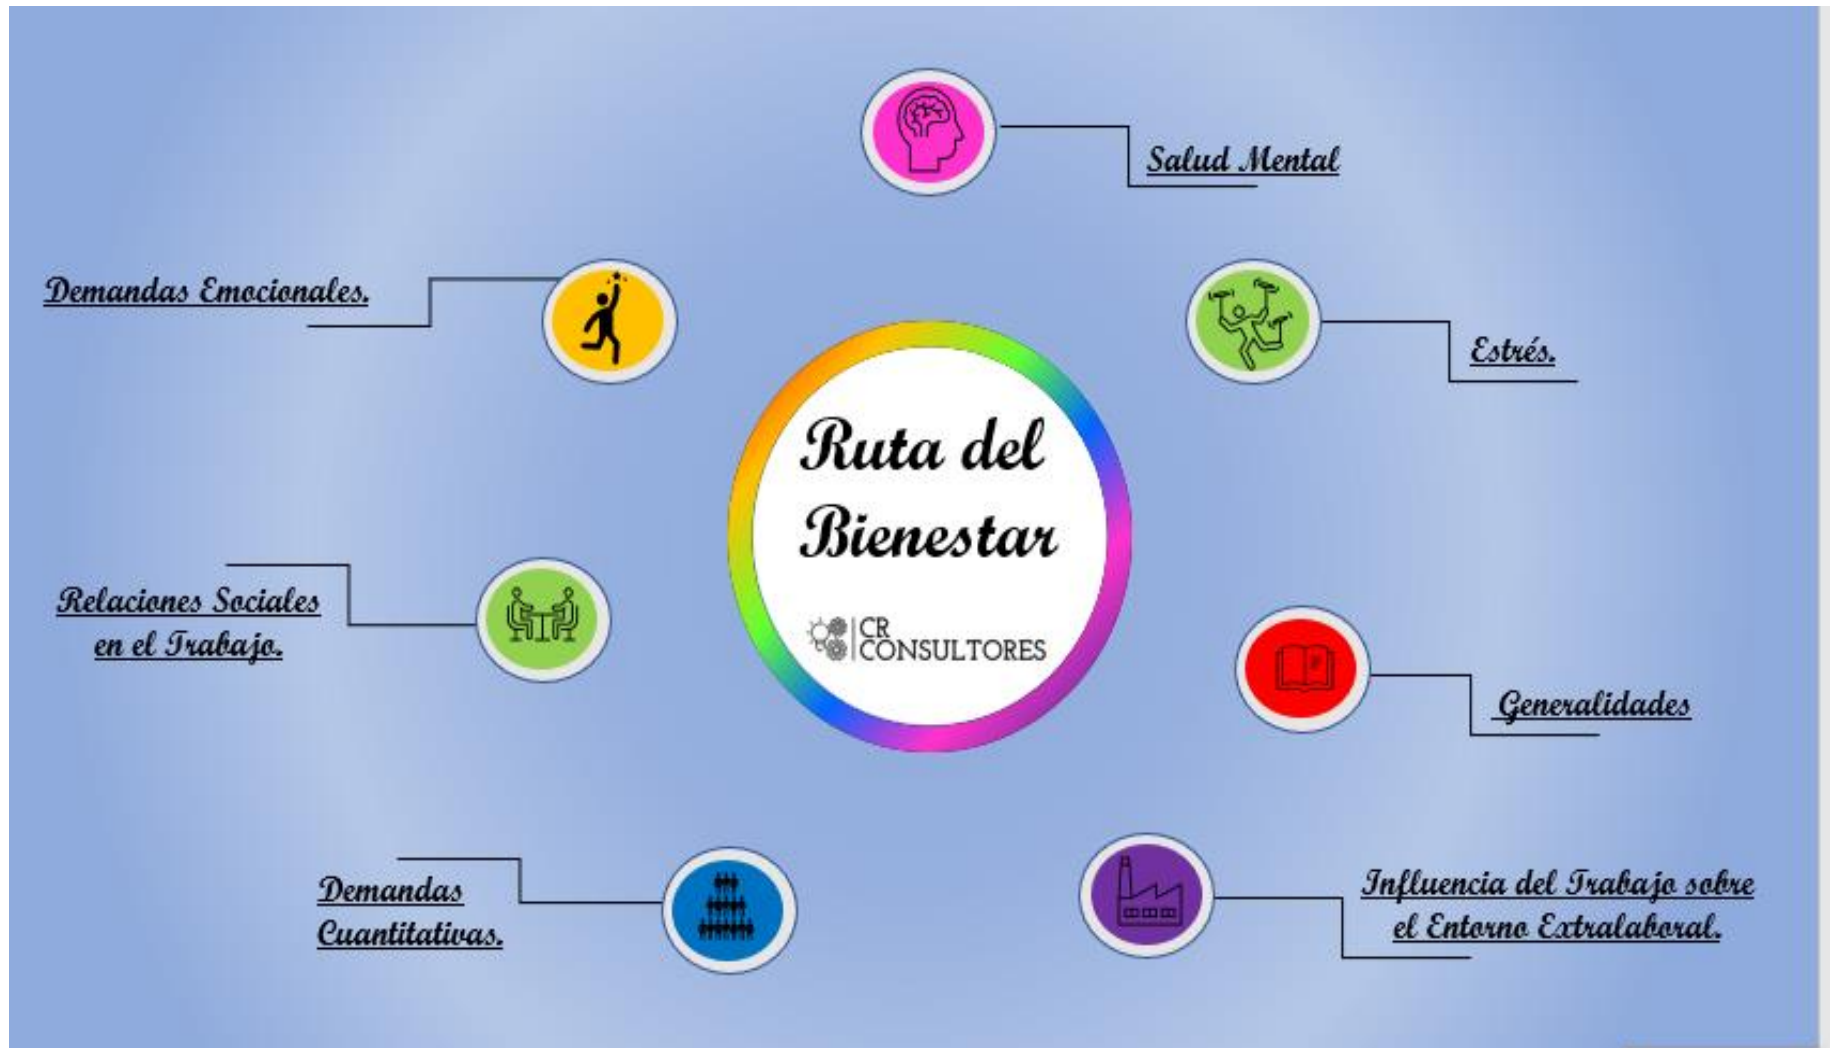 Salud Mental
Demandas Emocionales.
Estrés.
Ruta del
Bienestar
CR
CONSULTORES
Relaciones Sociales
en el Trabajo.
Generalidades
Demandas
Cuantitativas.
Influencia del Trabajo sobre
el Entorno Extralaboral.